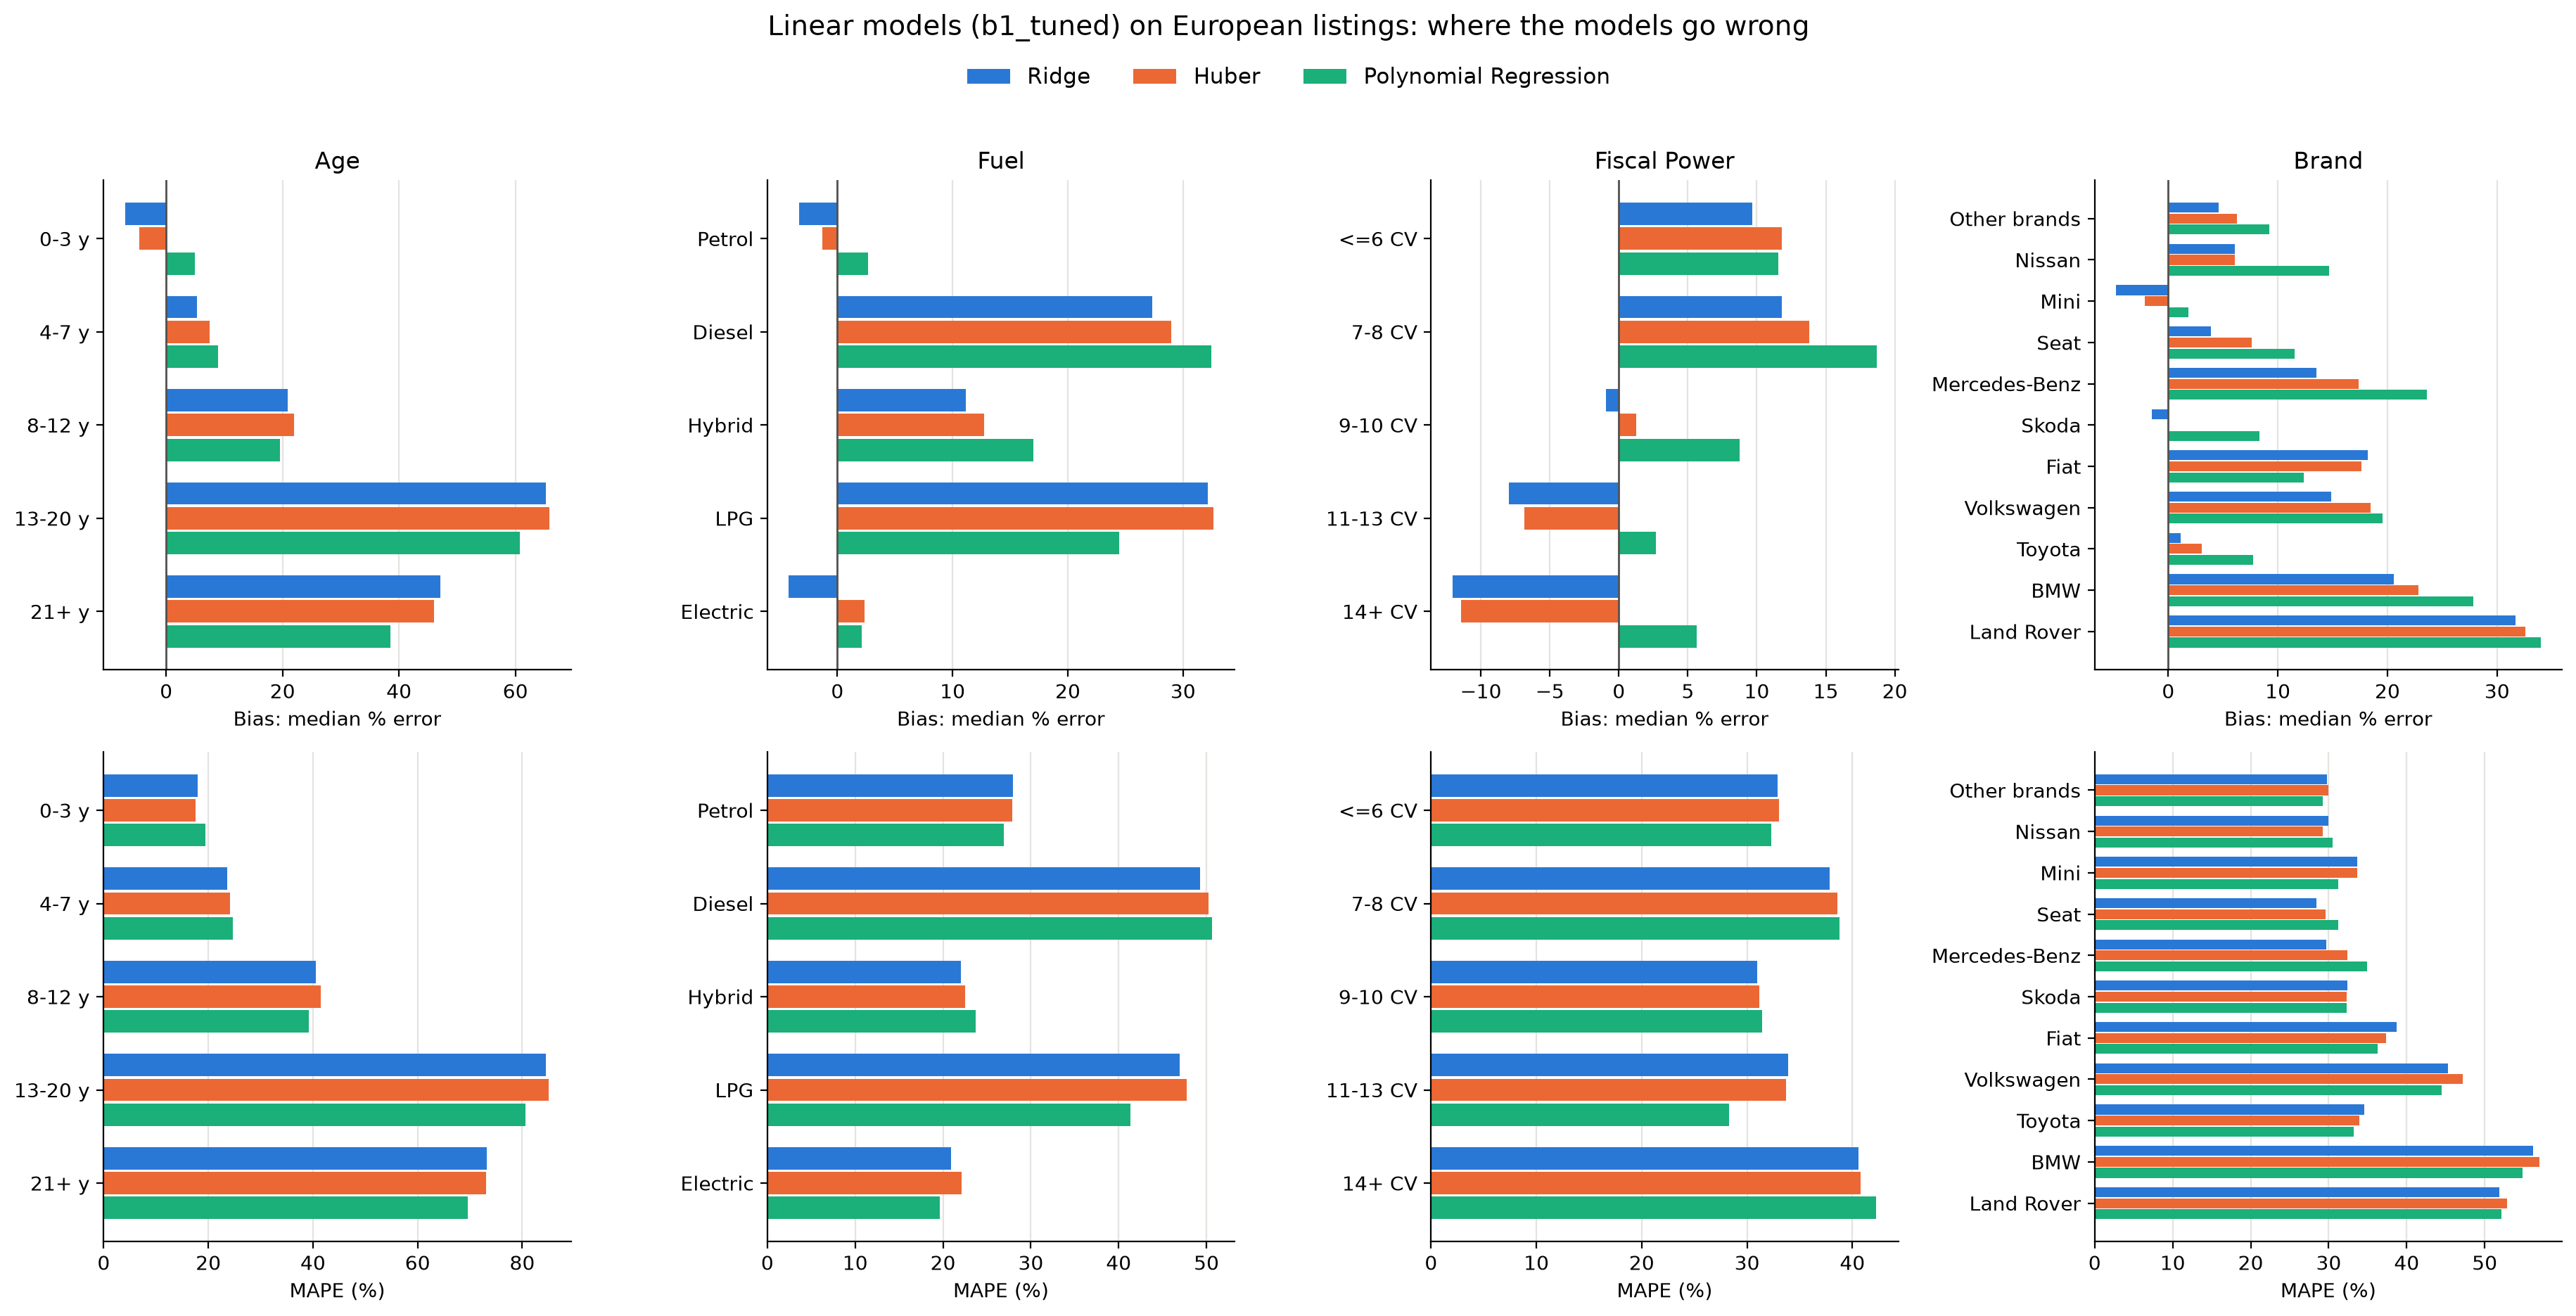 Linear models (b1_tuned) on European listings: where the models go wrong
Ridge Huber Polynomial Regression
Age
0-3 y
4-7 y
8-12 y
13-20 y
21+ y
0 20 40 60
Bias: median % error
Fuel
Petrol
Diesel
Hybrid
LPG
Electric
0 10 20 30
Bias: median % error
Fiscal Power
<=6 CV
7-8 CV
9-10 CV
11-13 CV
14+ CV
−10 −5 0 5 10 15 20
Bias: median % error
Brand
Other brands
Nissan
Mini
Seat
Mercedes-Benz
Skoda
Fiat
Volkswagen
Toyota
BMW
Land Rover
0 10 20 30
Bias: median % error
0-3 y
4-7 y
8-12 y
13-20 y
21+ y
0 20 40 60 80
MAPE (%)
Petrol
Diesel
Hybrid
LPG
Electric
0 10 20 30 40 50
MAPE (%)
<=6 CV
7-8 CV
9-10 CV
11-13 CV
14+ CV
0 10 20 30 40
MAPE (%)
Other brands
Nissan
Mini
Seat
Mercedes-Benz
Skoda
Fiat
Volkswagen
Toyota
BMW
Land Rover
0 10 20 30 40 50
MAPE (%)